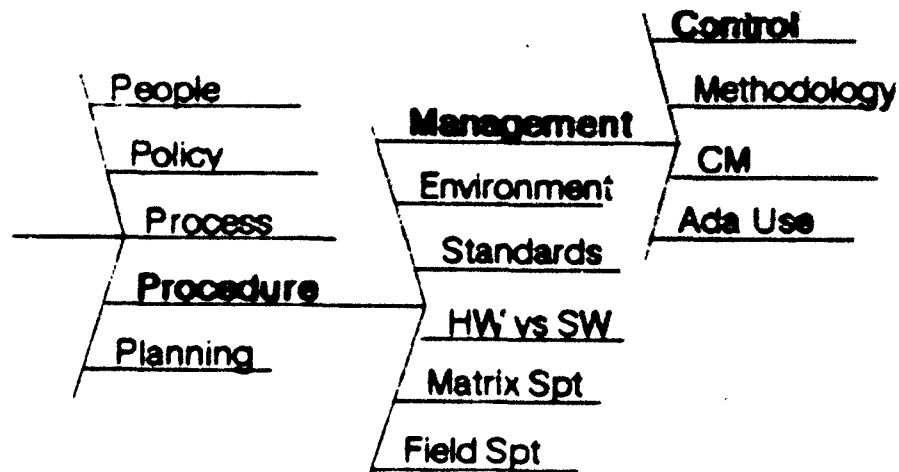 People
Policy
Process
Procedure
Planning
Management
Environment
Standards
HW vs SW
Matrix Spt
Field Spt
Control
Methodology
CM
Ada Use